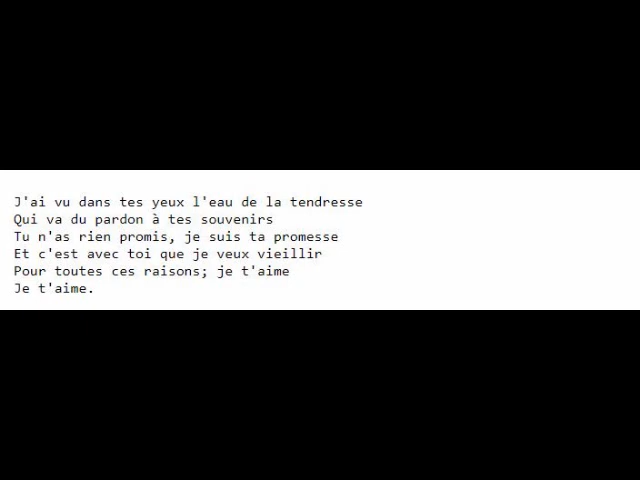 J'ai vu dans tes yeux l'eau de la tendresse
Qui va du pardon à tes souvenirs
Tu n'as rien promis, je suis ta promesse
Et c'est avec toi que je veux vieillir
Pour toutes ces raisons; je t'aime
Je t'aime.